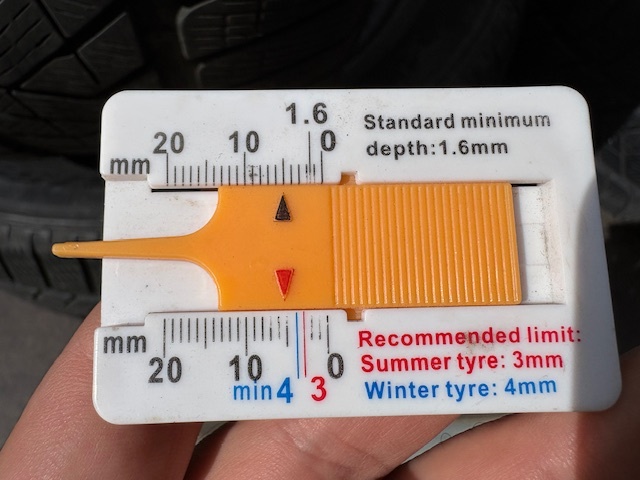 1.6
20 10 0
mm
Standard minimum
depth:1.6mm
mm
20 10 0
min 4 3
Recommended limit:
Summer tyre: 3mm
Winter tyre: 4mm